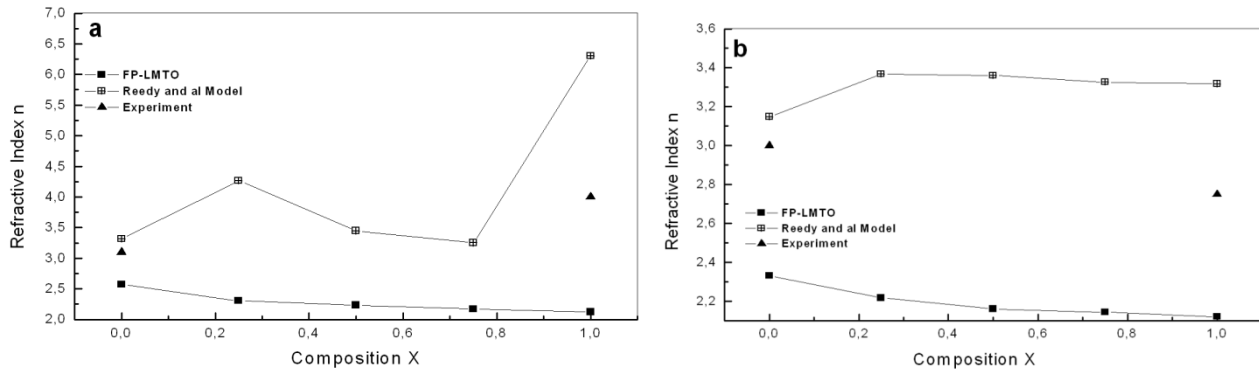 a
7,0
6,5
6,0
5,5
5,0
4,5
4,0
3,5
3,0
2,5
2,0
Refractive Index n
FP-LMTO
Reedy and al Model
Experiment
0,0 0,2 0,4 0,6 0,8 1,0
Composition X
b
3,6
3,4
3,2
3,0
2,8
2,6
2,4
2,2
Refractive Index n
FP-LMTO
Reedy and al Model
Experiment
0,0 0,2 0,4 0,6 0,8 1,0
Composition X